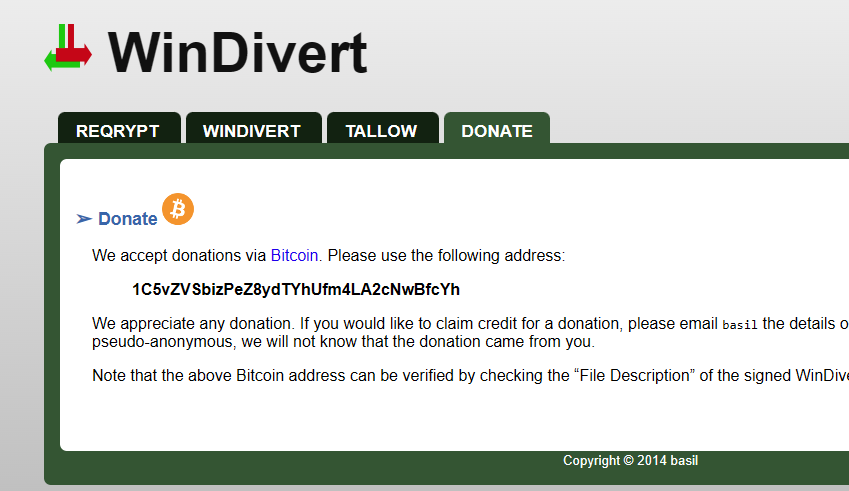 WinDivert
REQRYPT WINDIVERT TALLOW DONATE
➢ Donate
We accept donations via Bitcoin. Please use the following address:
1C5vZVSbizPeZ8ydTYhUfm4LA2cNwBfcYh
We appreciate any donation. If you would like to claim credit for a donation, please email basil the details o
pseudo-anonymous, we will not know that the donation came from you.
Note that the above Bitcoin address can be verified by checking the “File Description” of the signed WinDive
Copyright © 2014 basil